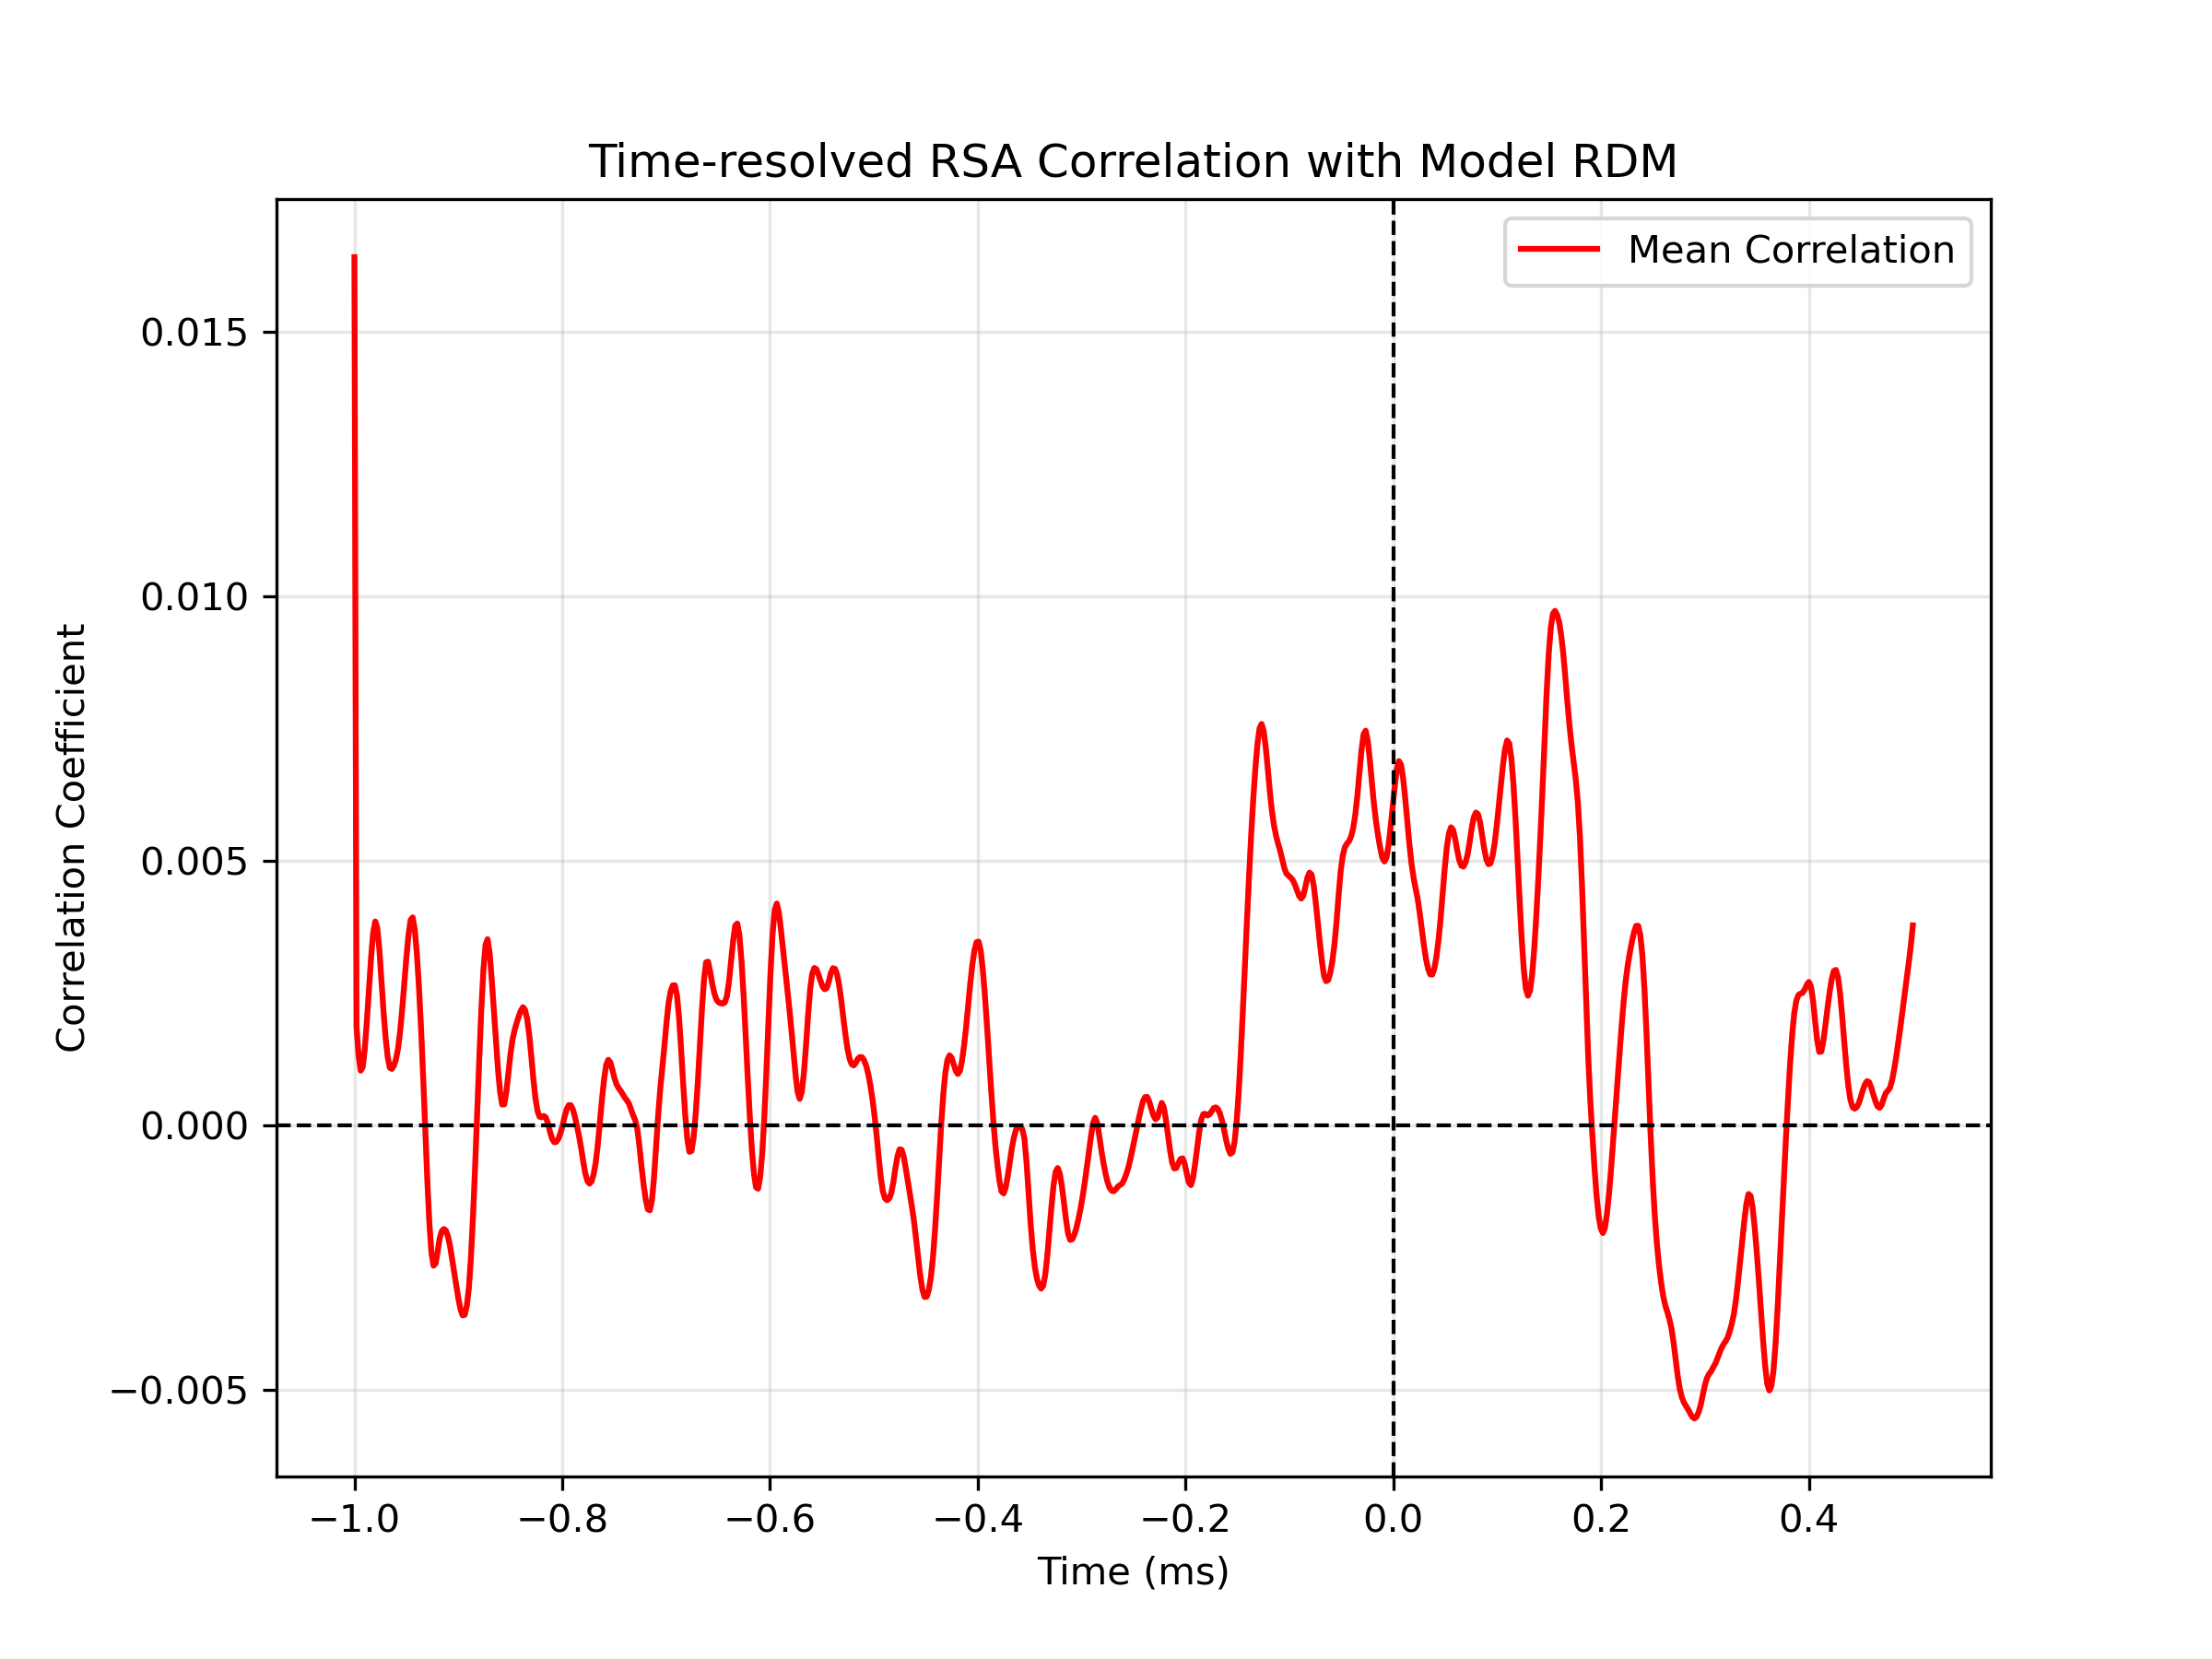 Time-resolved RSA Correlation with Model RDM
Mean Correlation
Correlation Coefficient
0.015
0.010
0.005
0.000
−0.005
−1.0 −0.8 −0.6 −0.4 −0.2 0.0 0.2 0.4
Time (ms)